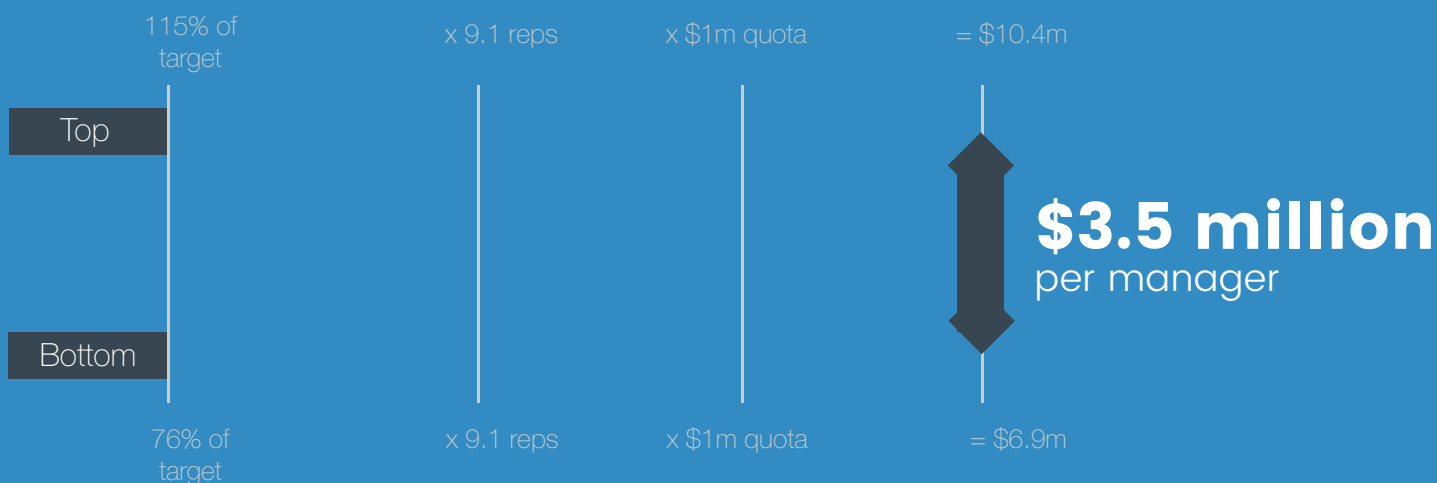 115% of
target
x 9.1 reps
x $1m quota
= $10.4m
Top
$3.5 million
per manager
Bottom
76% of
target
x 9.1 reps
x $1m quota
= $6.9m